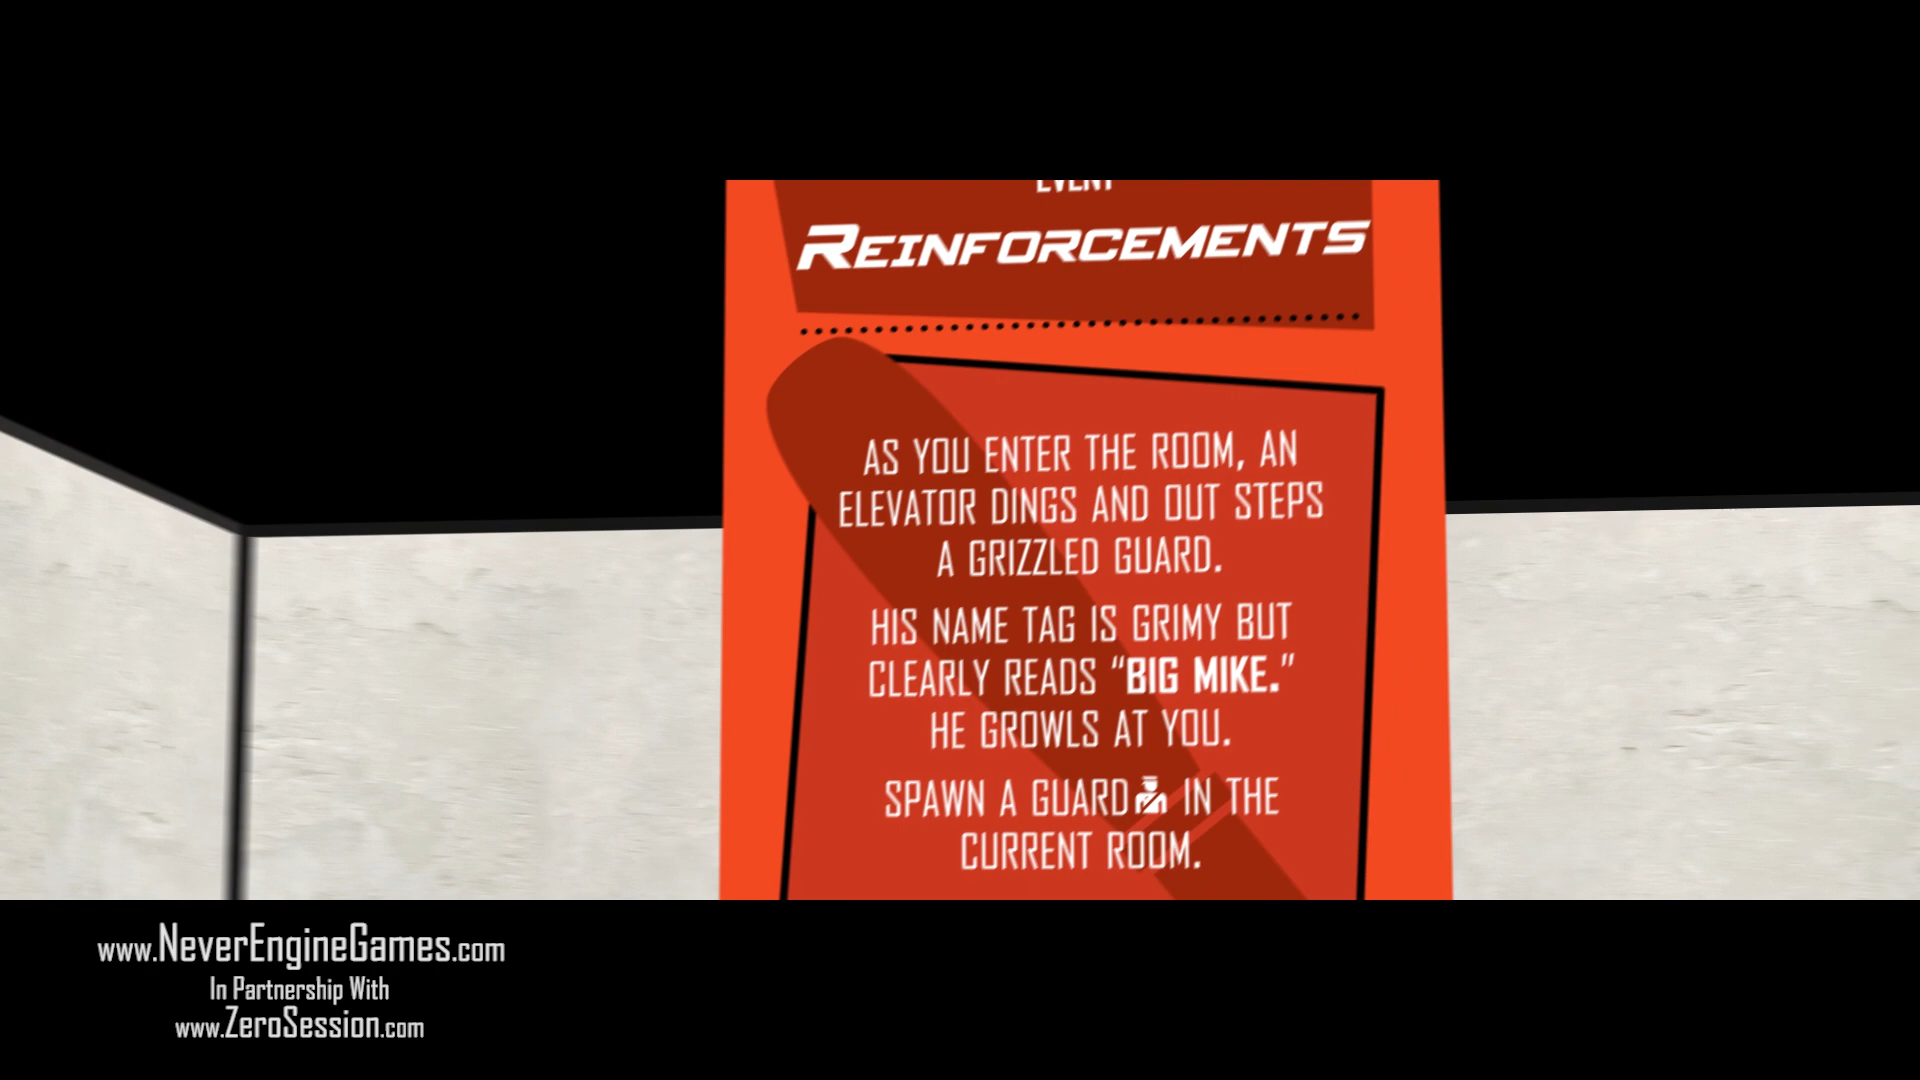 EVENT
REINFORCEMENTS
AS YOU ENTER THE ROOM, AN
ELEVATOR DINGS AND OUT STEPS
A GRIZZLED GUARD.
HIS NAME TAG IS GRIMY BUT
CLEARLY READS “BIG MIKE.”
HE GROWLS AT YOU.
SPAWN A GUARD IN THE
CURRENT ROOM.
www.NeverEngineGames.com
In Partnership With
www.ZeroSession.com